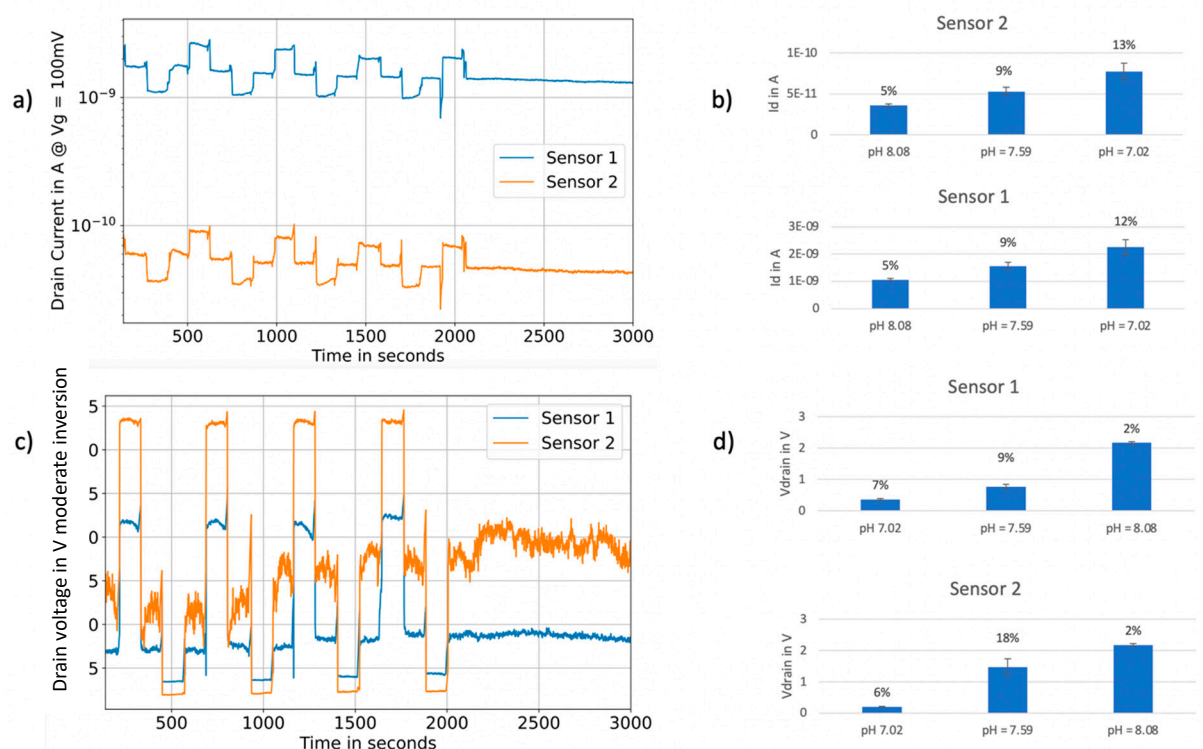 a)
Drain Current in A @ Vg = 100mV
10⁻⁹
10⁻¹⁰
Sensor 1
Sensor 2
500
1000
1500
2000
2500
3000
Time in seconds
b)
Sensor 2
Id in A
1E-10
5E-11
0
5%
9%
13%
pH 8.08
pH = 7.59
pH = 7.02
Sensor 1
Id in A
3E-09
2E-09
1E-09
0
5%
9%
12%
pH 8.08
pH = 7.59
pH = 7.02
c)
Drain voltage in V moderate inversion
5
0
5
0
5
0
5
Sensor 1
Sensor 2
500
1000
1500
2000
2500
3000
Time in seconds
d)
Sensor 1
Vdrain in V
3
2
1
0
7%
9%
2%
pH 7.02
pH = 7.59
pH = 8.08
Sensor 2
Vdrain in V
3
2
1
0
6%
18%
2%
pH 7.02
pH = 7.59
pH = 8.08